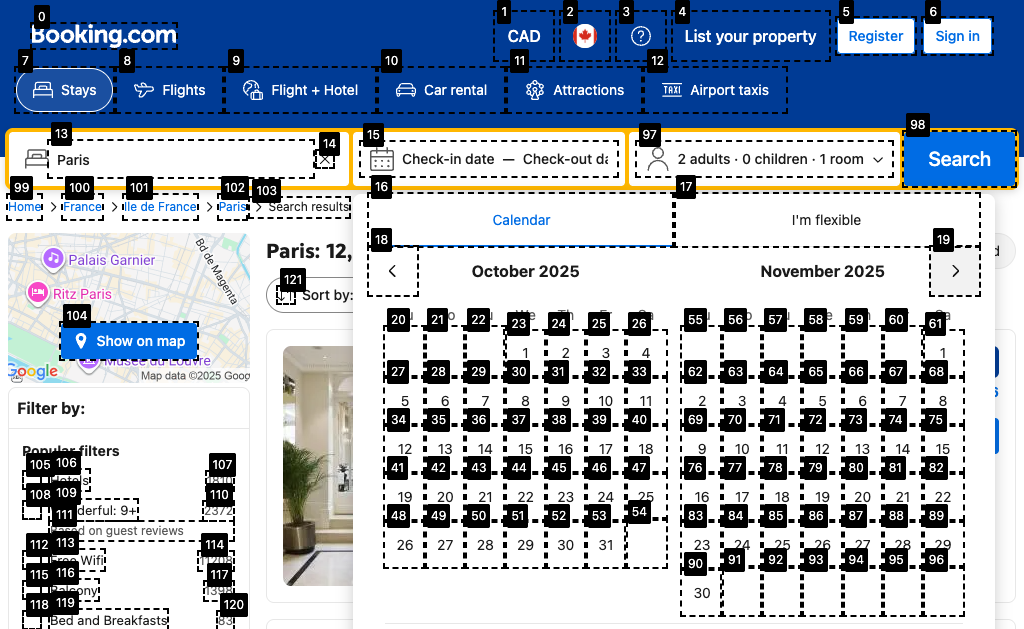 Booking.com
CAD
List your property
Register
Sign in
Stays
Flights
Flight + Hotel
Car rental
Attractions
Airport taxis
Paris
Check-in date — Check-out da
2 adults · 0 children · 1 room
Search
Home > France > Ile de France > Paris > Search results
Calendar
I'm flexible
October 2025
November 2025
1 2 3 4
5 6 7 8 9 10 11
12 13 14 15 16 17 18
19 20 21 22 23 24 25
26 27 28 29 30 31
1
2 3 4 5 6 7 8
9 10 11 12 13 14 15
16 17 18 19 20 21 22
23 24 25 26 27 28 29
30
Paris: 12,
Sort by:
Palais Garnier
Bd de Magenta
Ritz Paris
Show on map
Musée du Louvre
Google
Map data ©2025 Goog
Filter by:
Popular filters
Hotels
derful: 9+
2372
Based on guest reviews
Free Wifi
Balcony
Bed and Breakfasts
83
0 1 2 3 4 5 6
7 8 9 10 11 12
13 14 15 97 98
99 100 101 102 103 16 17
18 19
104 121
20 21 22 23 24 25 26 55 56 57 58 59 60 61
27 28 29 30 31 32 33 62 63 64 65 66 67 68
34 35 36 37 38 39 40 69 70 71 72 73 74 75
41 42 43 44 45 46 47 76 77 78 79 80 81 82
48 49 50 51 52 53 54 83 84 85 86 87 88 89
90 91 92 93 94 95 96
105 106 107
108 109 110
111
112 113 114
115 116 117
118 119 120